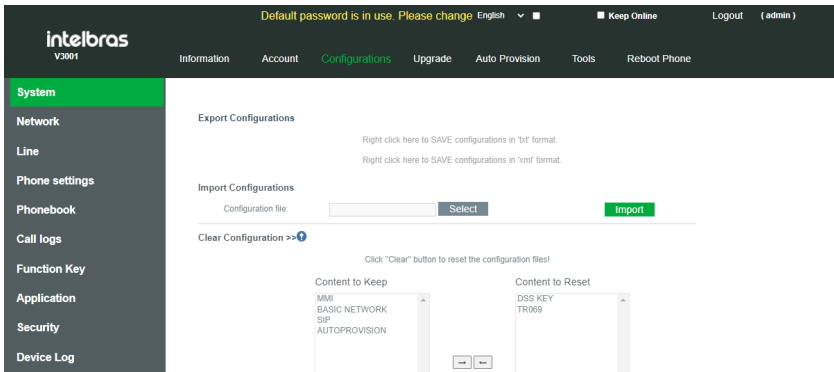 Default password is in use. Please change English Keep Online Logout ( admin )
intelbras
V3001
Information Account Configurations Upgrade Auto Provision Tools Reboot Phone
System
Network
Line
Phone settings
Phonebook
Call logs
Function Key
Application
Security
Device Log
Export Configurations
Right click here to SAVE configurations in 'txt' format.
Right click here to SAVE configurations in 'xml' format.
Import Configurations
Configuration file: Select Import
Clear Configuration >>
Click "Clear" button to reset the configuration files!
Content to Keep
MMI
BASIC NETWORK
SIP
AUTOPROVISION
Content to Reset
DSS KEY
TR069
→ ←